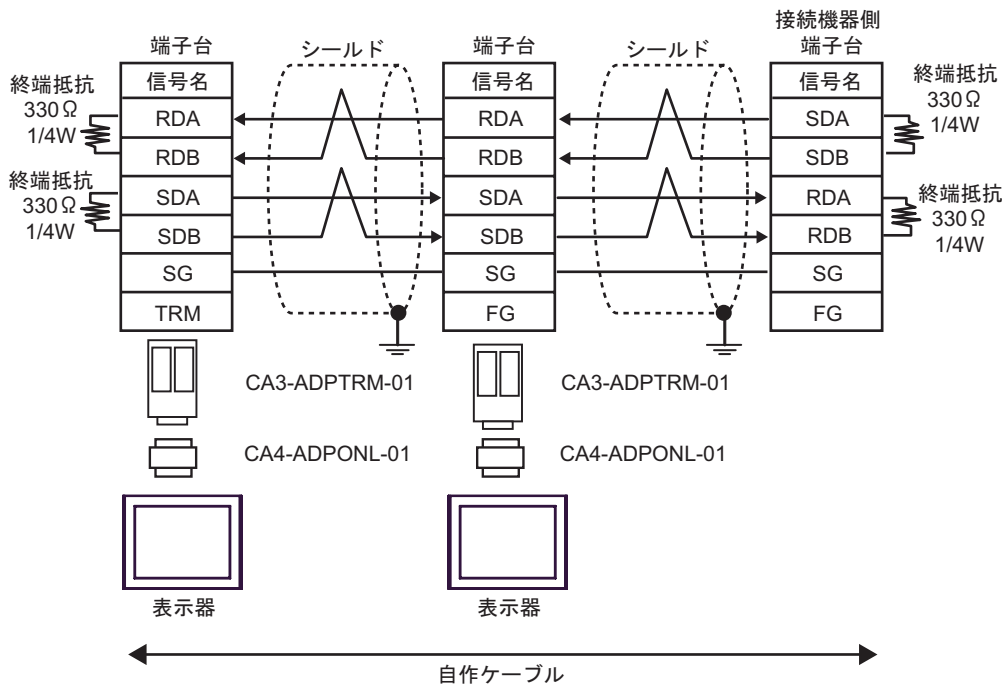 接続機器側
端子台
シールド
端子台
シールド
端子台
信号名
信号名
信号名
終端抵抗
330Ω
1/4W
RDA
RDA
SDA
終端抵抗
330Ω
1/4W
RDB
RDB
SDB
終端抵抗
330Ω
1/4W
SDA
SDA
RDA
終端抵抗
330Ω
1/4W
SDB
SDB
RDB
SG
SG
SG
TRM
FG
FG
CA3-ADPTRM-01
CA3-ADPTRM-01
CA4-ADPONL-01
CA4-ADPONL-01
表示器
表示器
自作ケーブル